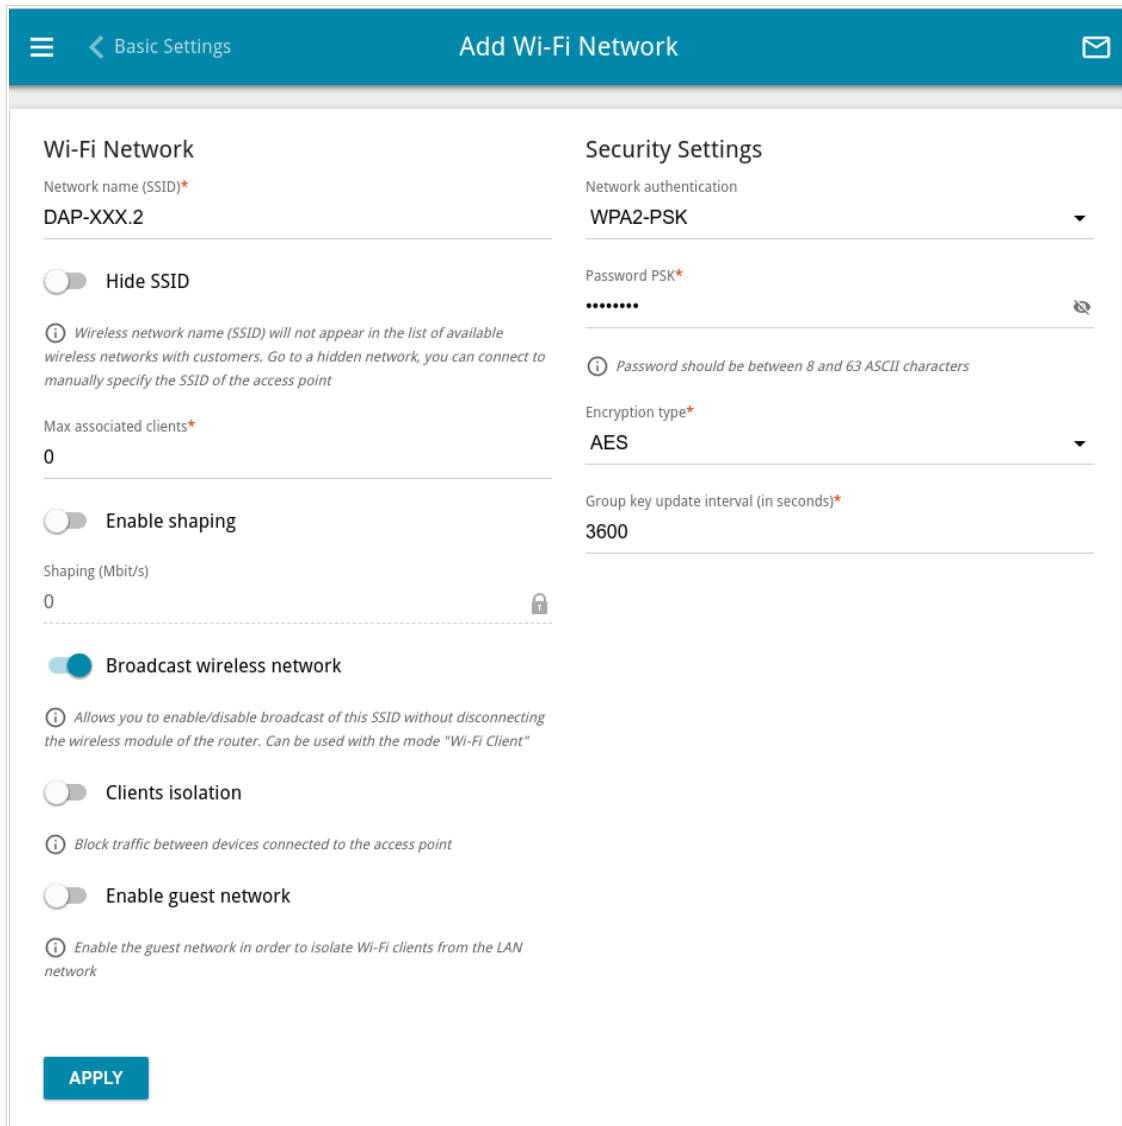 Basic Settings
Add Wi-Fi Network
Wi-Fi Network
Network name (SSID)*
DAP-XXX.2
Hide SSID
Wireless network name (SSID) will not appear in the list of available
wireless networks with customers. Go to a hidden network, you can connect to
manually specify the SSID of the access point
Max associated clients*
0
Enable shaping
Shaping (Mbit/s)
0
Broadcast wireless network
Allows you to enable/disable broadcast of this SSID without disconnecting
the wireless module of the router. Can be used with the mode "Wi-Fi Client"
Clients isolation
Block traffic between devices connected to the access point
Enable guest network
Enable the guest network in order to isolate Wi-Fi clients from the LAN
network
APPLY
Security Settings
Network authentication
WPA2-PSK
Password PSK*
••••••••
Password should be between 8 and 63 ASCII characters
Encryption type*
AES
Group key update interval (in seconds)*
3600